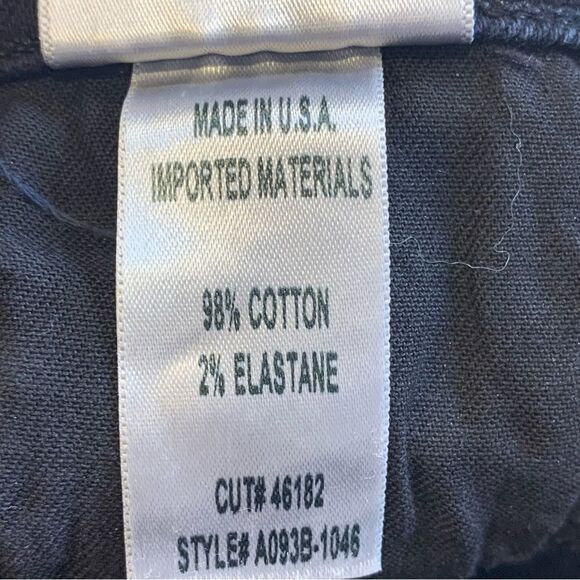 MADE IN U.S.A.
IMPORTED MATERIALS
98% COTTON
2% ELASTANE
CUT# 46182
STYLE# A093B-1046